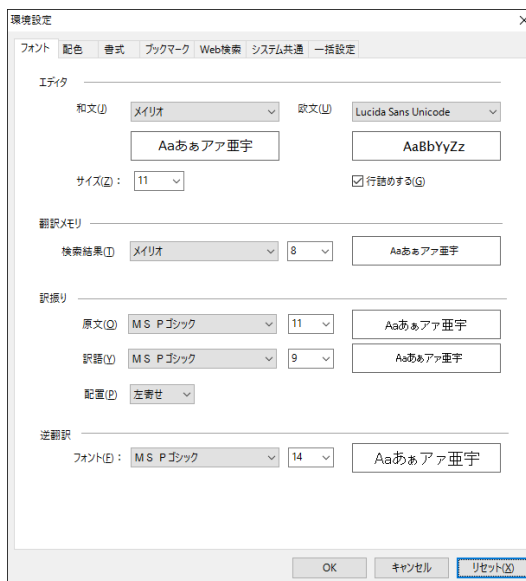 環境設定
フォント 配色 書式 ブックマーク Web検索 システム共通 一括設定
エディタ
和文(J) メイリオ 欧文(U) Lucida Sans Unicode
Aaあぁアァ亜宇 AaBbYyZz
サイズ(Z)： 11 行詰めする(G)
翻訳メモリ
検索結果(T) メイリオ 8 Aaあぁアァ亜宇
訳振り
原文(O) ＭＳ Ｐゴシック 11 Aaあぁアァ亜宇
訳語(Y) ＭＳ Ｐゴシック 9 Aaあぁアァ亜宇
配置(P) 左寄せ
逆翻訳
フォント(F)： ＭＳ Ｐゴシック 14 Aaあぁアァ亜宇
OK キャンセル リセット(X)